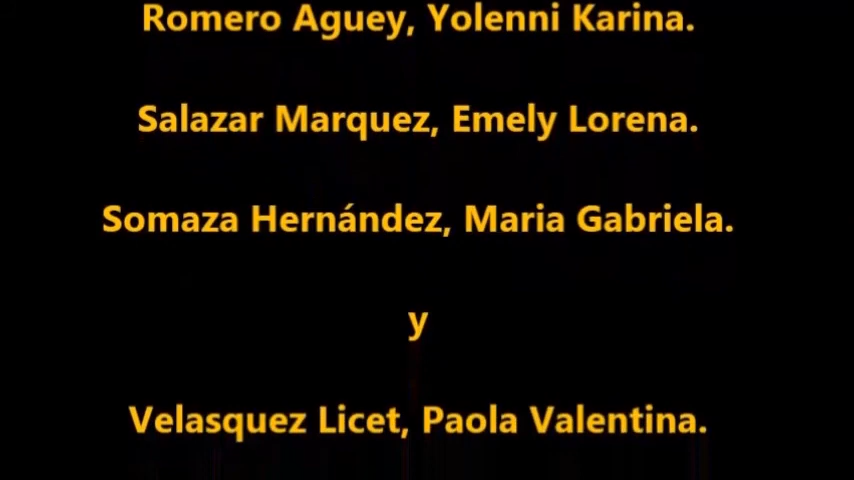 Romero Aguey, Yolenni Karina.
Salazar Marquez, Emely Lorena.
Somaza Hernández, Maria Gabriela.
y
Velasquez Licet, Paola Valentina.